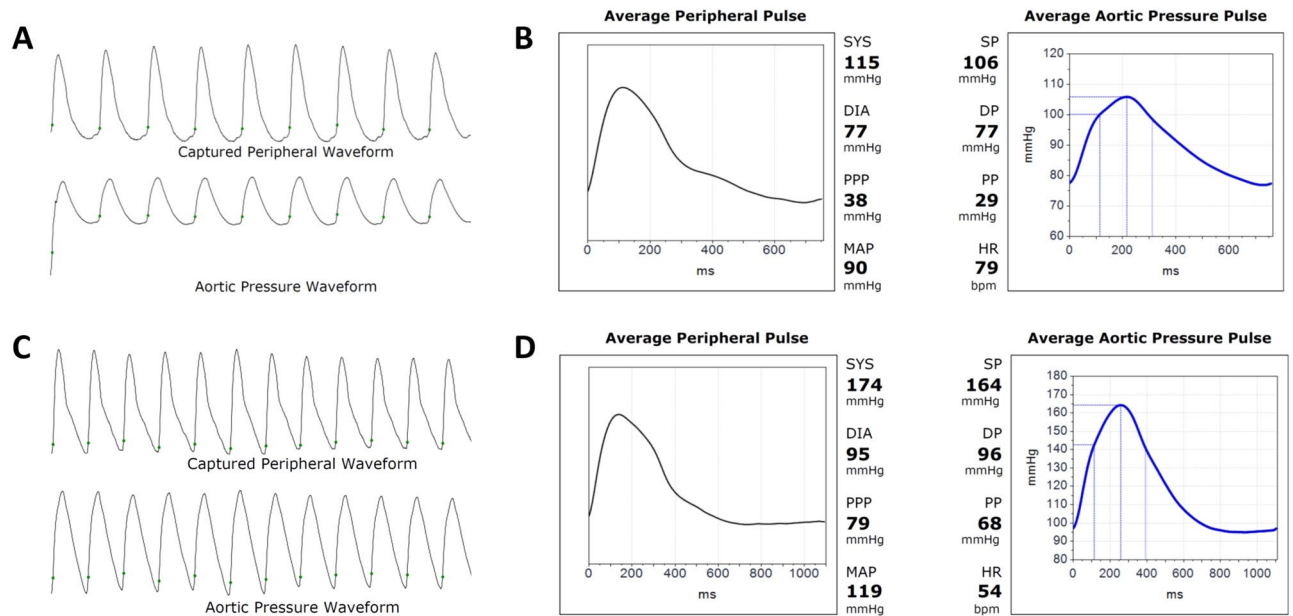 A
Captured Peripheral Waveform
Aortic Pressure Waveform
B
Average Peripheral Pulse
0 200 400 600
ms
SYS
115
mmHg
DIA
77
mmHg
PPP
38
mmHg
MAP
90
mmHg
Average Aortic Pressure Pulse
SP
106
mmHg
DP
77
mmHg
PP
29
mmHg
HR
79
bpm
120
110
100
90
80
70
60
mmHg
0 200 400 600
ms
C
Captured Peripheral Waveform
Aortic Pressure Waveform
D
Average Peripheral Pulse
0 200 400 600 800 1000
ms
SYS
174
mmHg
DIA
95
mmHg
PPP
79
mmHg
MAP
119
mmHg
Average Aortic Pressure Pulse
SP
164
mmHg
DP
96
mmHg
PP
68
mmHg
HR
54
bpm
180
170
160
150
140
130
120
110
100
90
80
mmHg
0 200 400 600 800 1000
ms